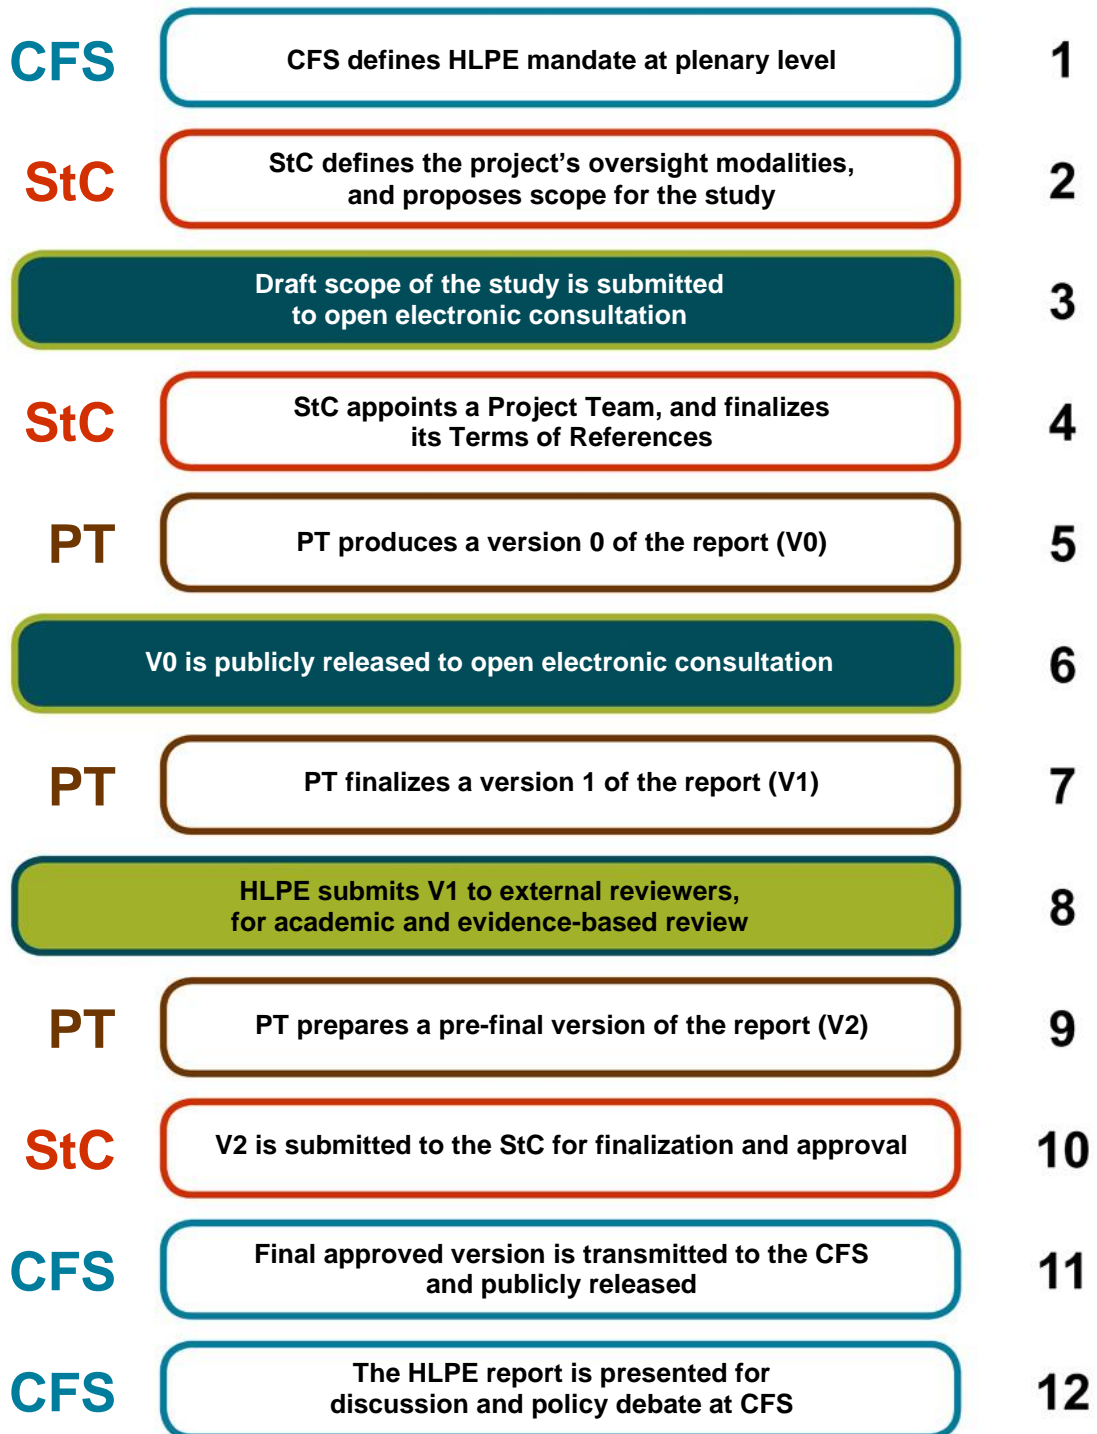 CFS
CFS defines HLPE mandate at plenary level
1
StC
StC defines the project's oversight modalities,
and proposes scope for the study
2
Draft scope of the study is submitted
to open electronic consultation
3
StC
StC appoints a Project Team, and finalizes
its Terms of References
4
PT
PT produces a version 0 of the report (V0)
5
V0 is publicly released to open electronic consultation
6
PT
PT finalizes a version 1 of the report (V1)
7
HLPE submits V1 to external reviewers,
for academic and evidence-based review
8
PT
PT prepares a pre-final version of the report (V2)
9
StC
V2 is submitted to the StC for finalization and approval
10
CFS
Final approved version is transmitted to the CFS
and publicly released
11
CFS
The HLPE report is presented for
discussion and policy debate at CFS
12